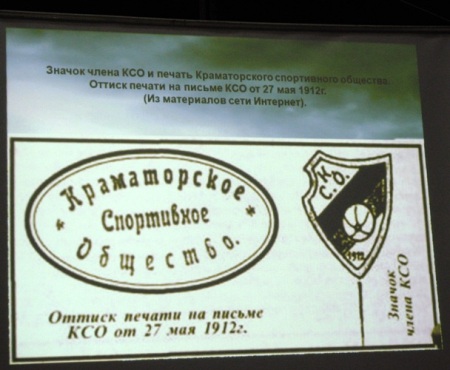 Значок члена КСО и печать Краматорского спортивного общества.
Оттиск печати на письме КСО от 27 мая 1912г.
(Из материалов сети Интернет).
* Краматорское *
Спортивное
Общество.
К.
С.О.
1912
Оттиск печати на письме
КСО от 27 мая 1912г.
Значок
члена КСО